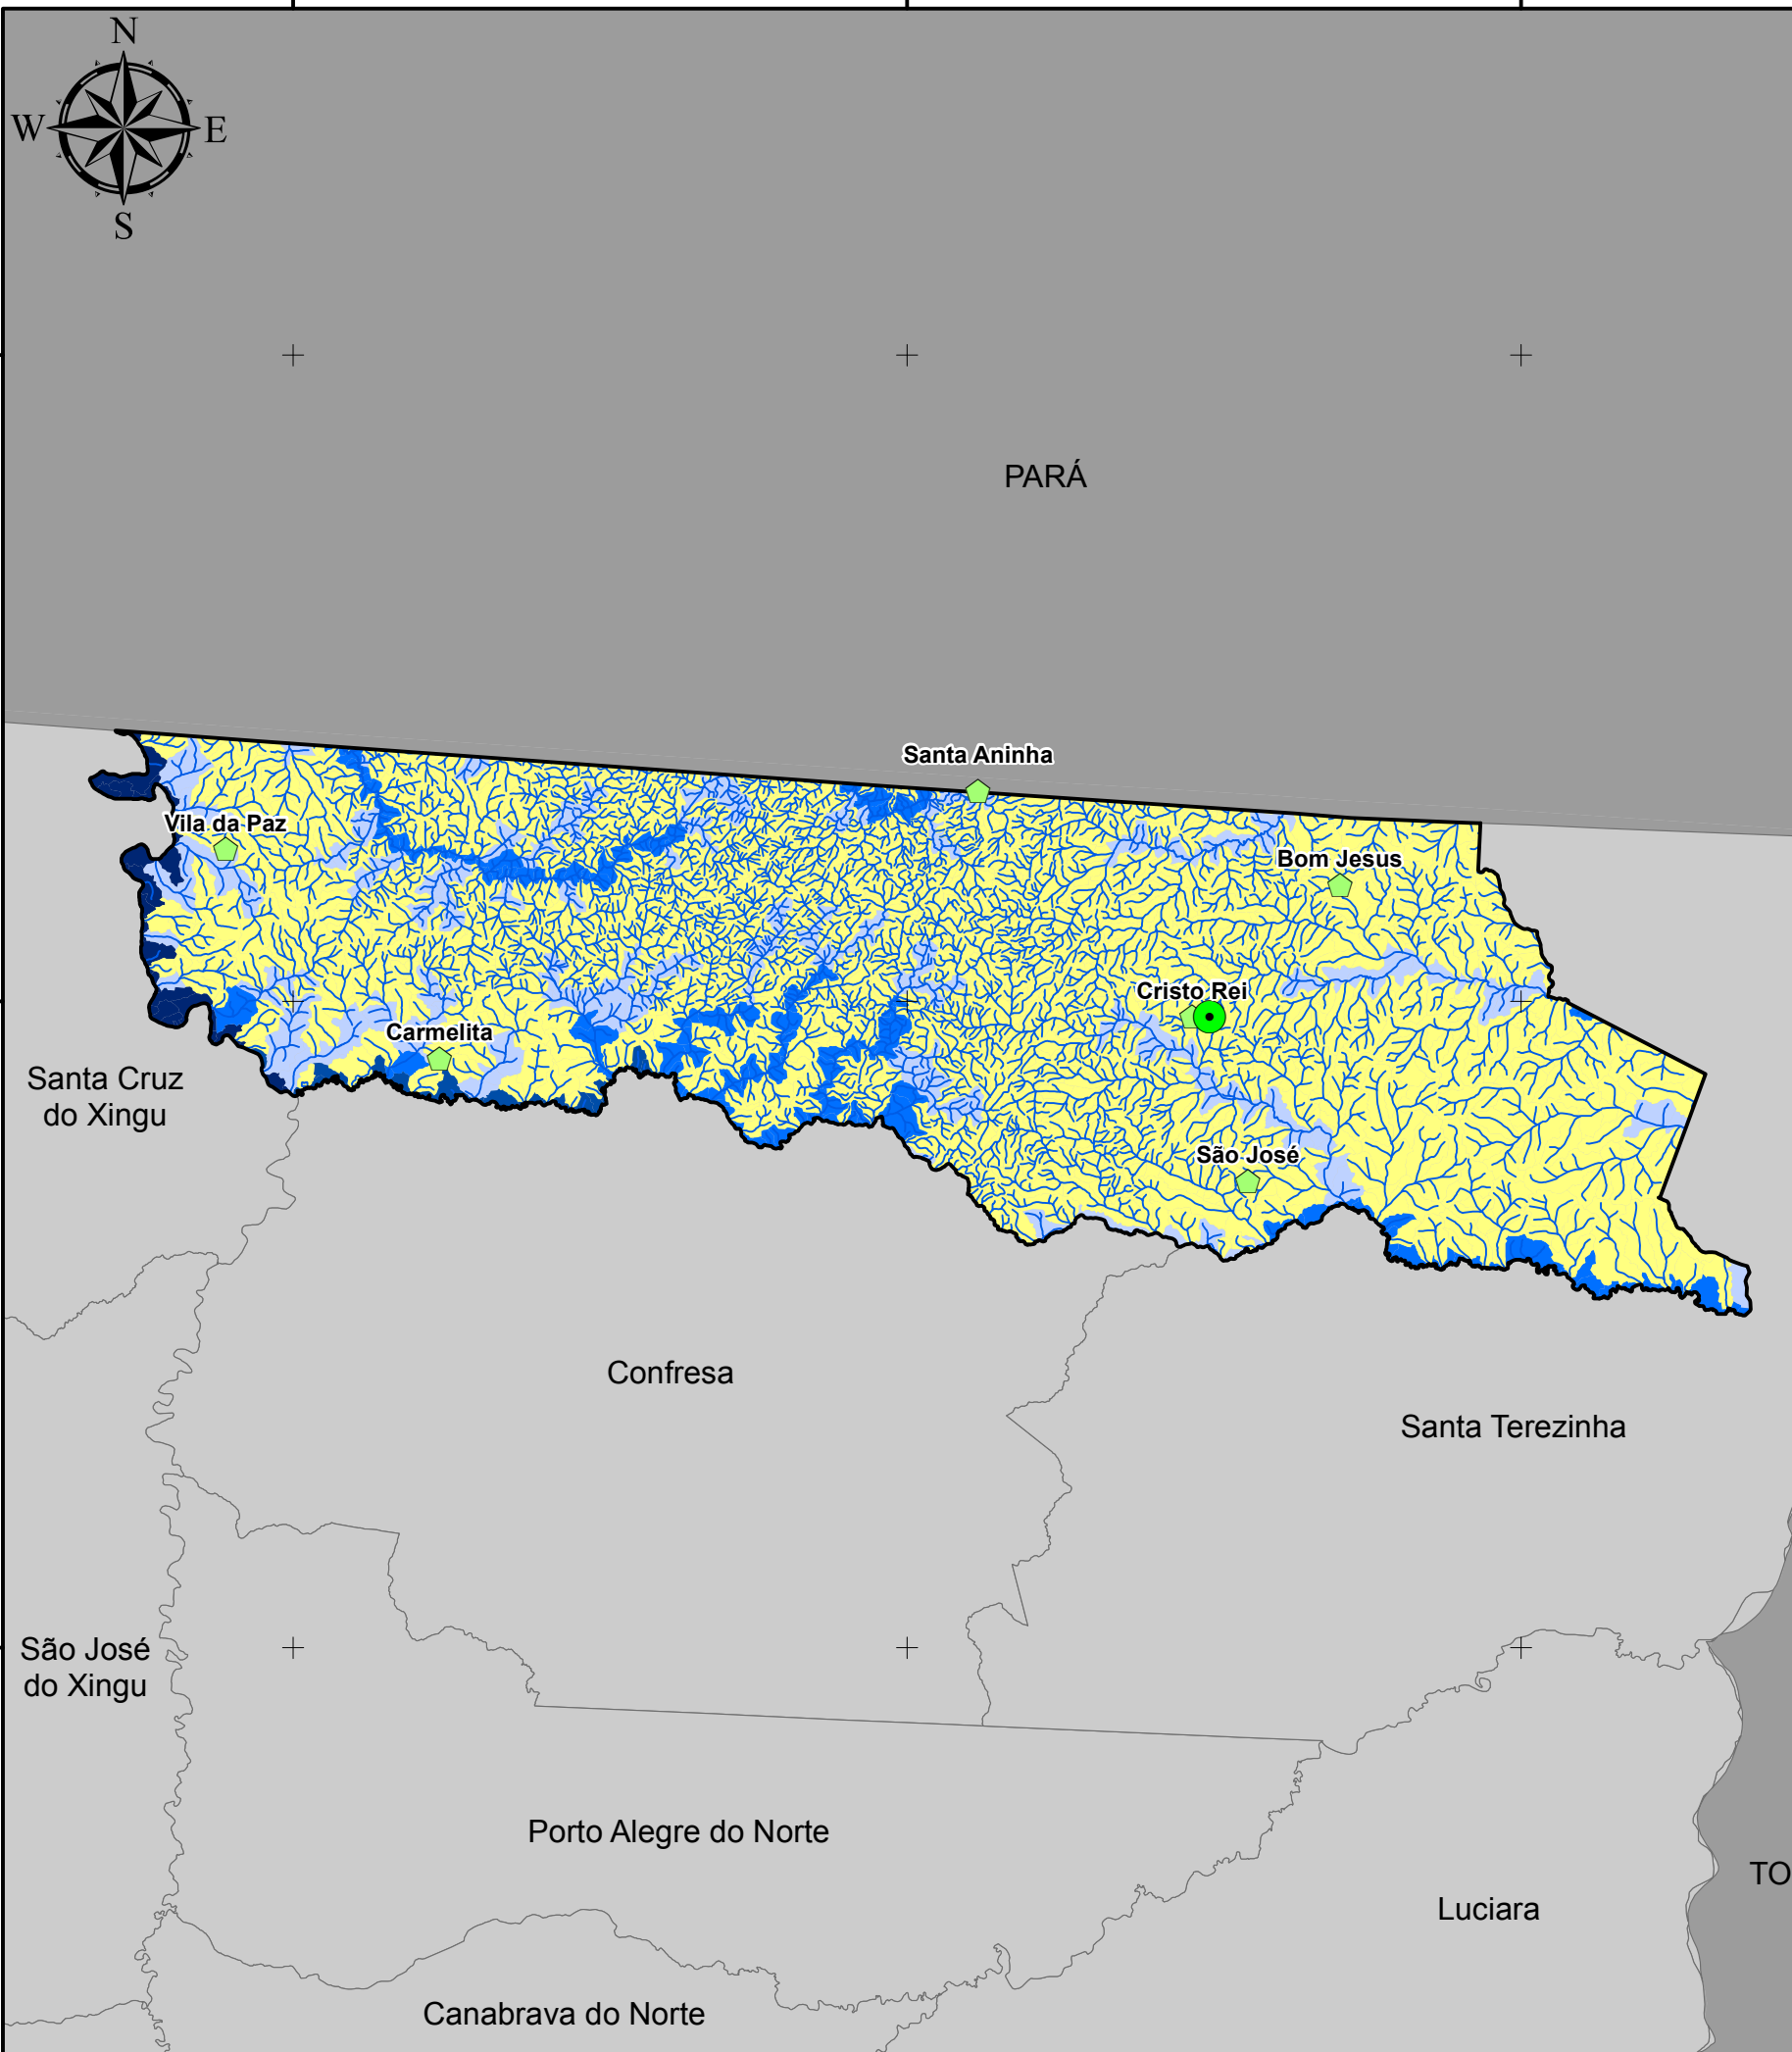 N
W
E
S
PARÁ
Santa Aninha
Vila da Paz
Bom Jesus
Cristo Rei
Carmelita
Santa Cruz
do Xingu
São José
Confresa
Santa Terezinha
São José
do Xingu
Porto Alegre do Norte
TO
Luciara
Canabrava do Norte